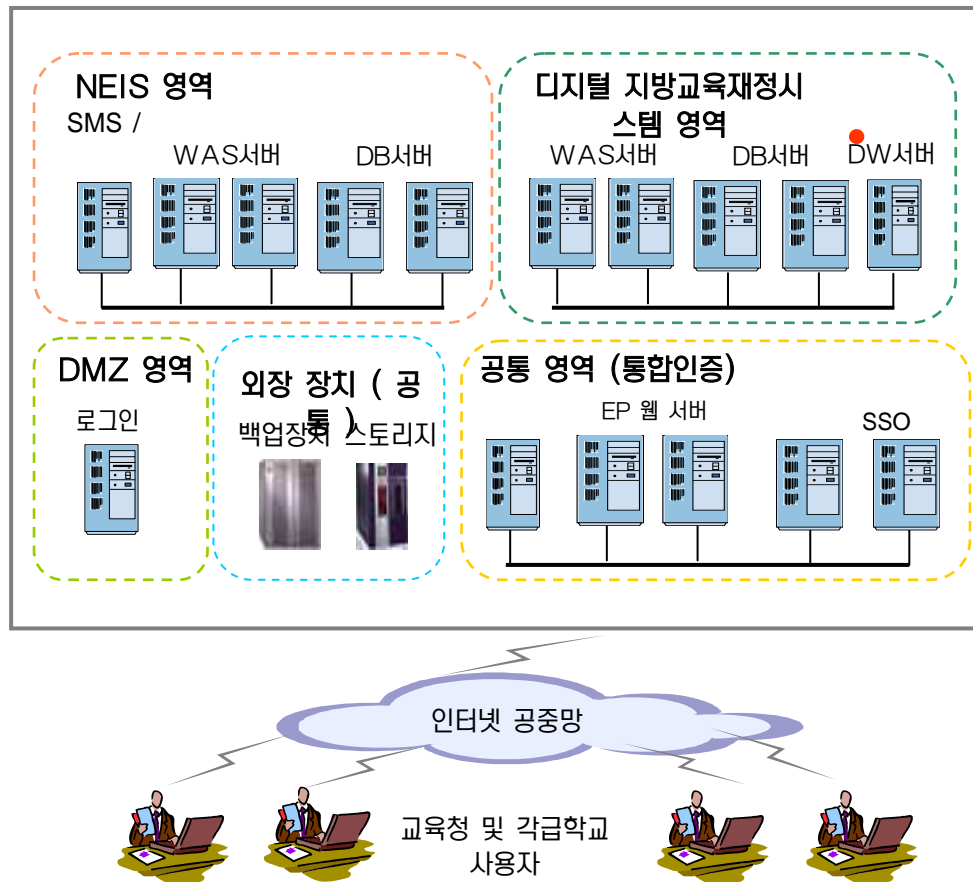 NEIS 영역
SMS /
WAS서버 DB서버
디지털 지방교육재정시
스템 영역
WAS서버 DB서버 DW서버
DMZ 영역
로그인
외장 장치 ( 공
통 )
백업장치 스토리지
공통 영역 (통합인증)
EP 웹 서버 SSO
인터넷 공중망
교육청 및 각급학교
사용자